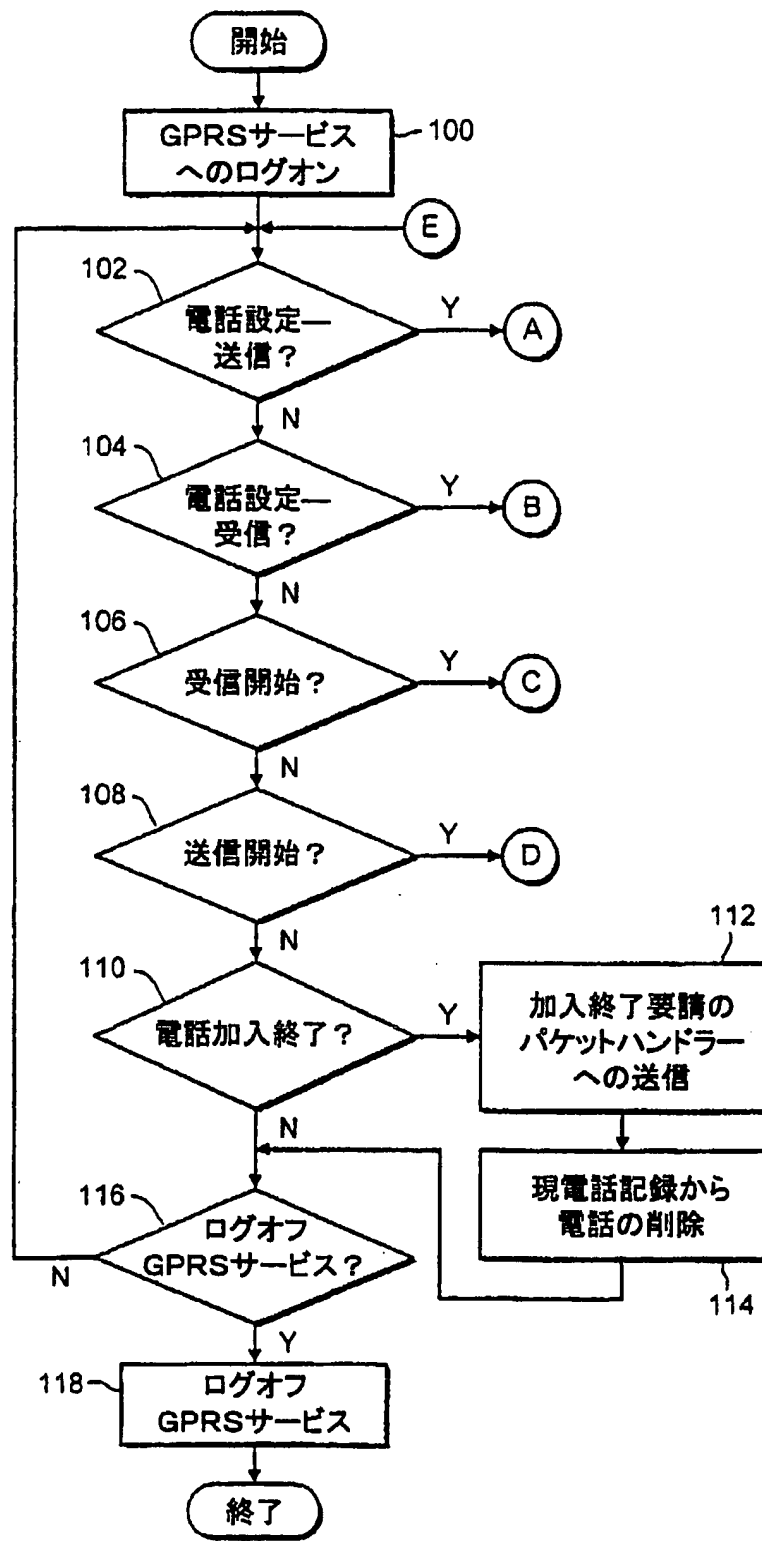 開始
GPRSサービス
へのログオン
100
E
102
電話設定—
送信？
Y
A
N
104
電話設定—
受信？
Y
B
N
106
受信開始？
Y
C
N
108
送信開始？
Y
D
N
110
電話加入終了？
Y
112
加入終了要請の
パケットハンドラー
への送信
N
現電話記録から
電話の削除
114
116
ログオフ
GPRSサービス？
N
Y
118
ログオフ
GPRSサービス
終了